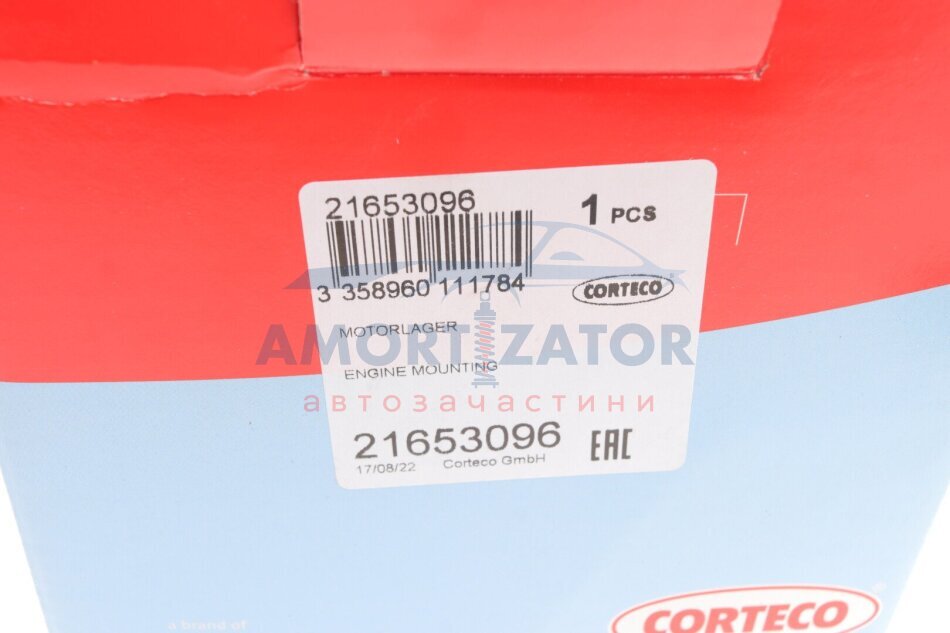 21653096
1 PCS
3 358960 111784
CORTECO
MOTORLAGER
AMORTIZATOR
ENGINE MOUNTING
автозачастини
21653096
EAC
17/08/22 Corteco GmbH
CORTECO®
a brand of